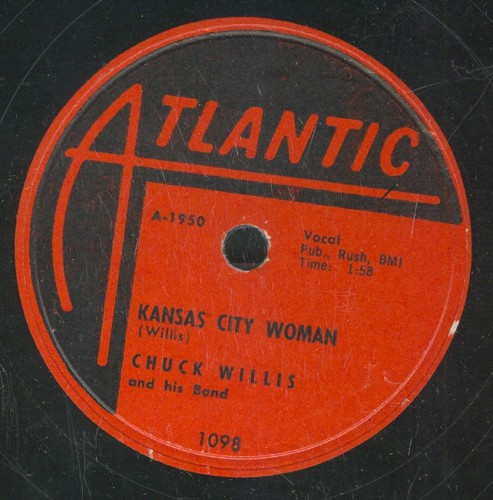 ATLANTIC
A-1950
Vocal
Pub., Rush, BMI
Time: 1:58
KANSAS CITY WOMAN
(Willis)
CHUCK WILLIS
and his Band
1098